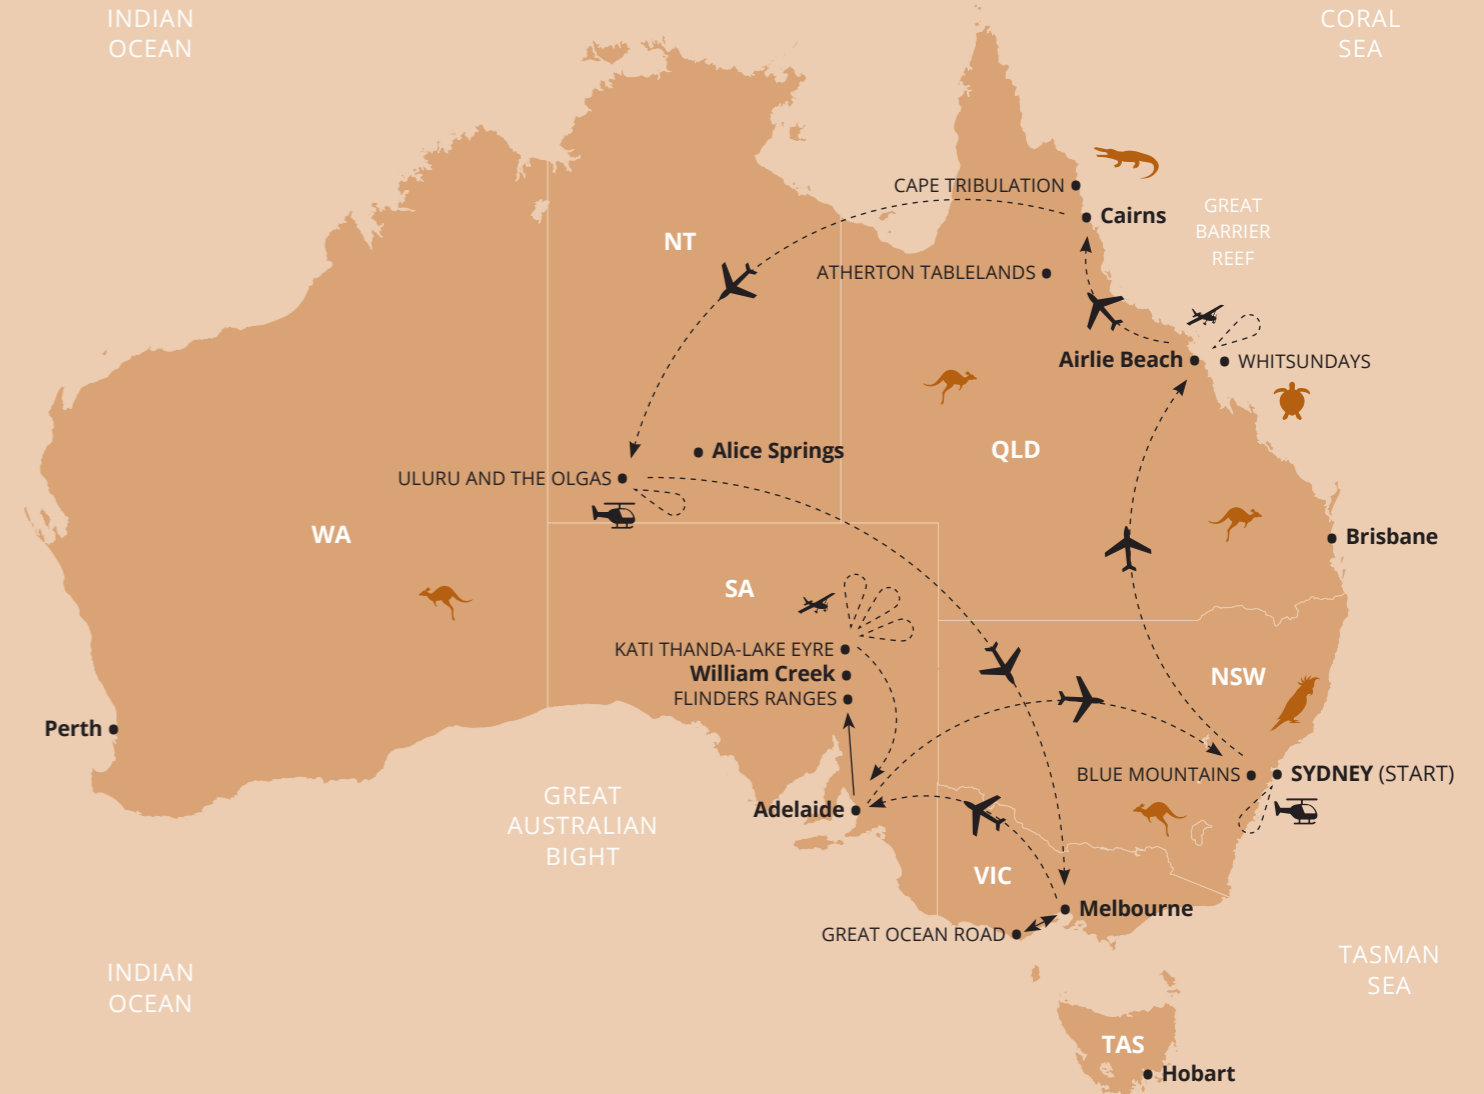 INDIAN
OCEAN
CORAL
SEA
CAPE TRIBULATION
Cairns
GREAT
BARRIER
REEF
NT
ATHERTON TABLELANDS
Airlie Beach
WHITSUNDAYS
Alice Springs
QLD
ULURU AND THE OLGAS
WA
Brisbane
SA
KATI THANDA-LAKE EYRE
William Creek
FLINDERS RANGES
NSW
Perth
BLUE MOUNTAINS
SYDNEY (START)
GREAT
AUSTRALIAN
BIGHT
Adelaide
VIC
Melbourne
GREAT OCEAN ROAD
TASMAN
SEA
INDIAN
OCEAN
TAS
Hobart